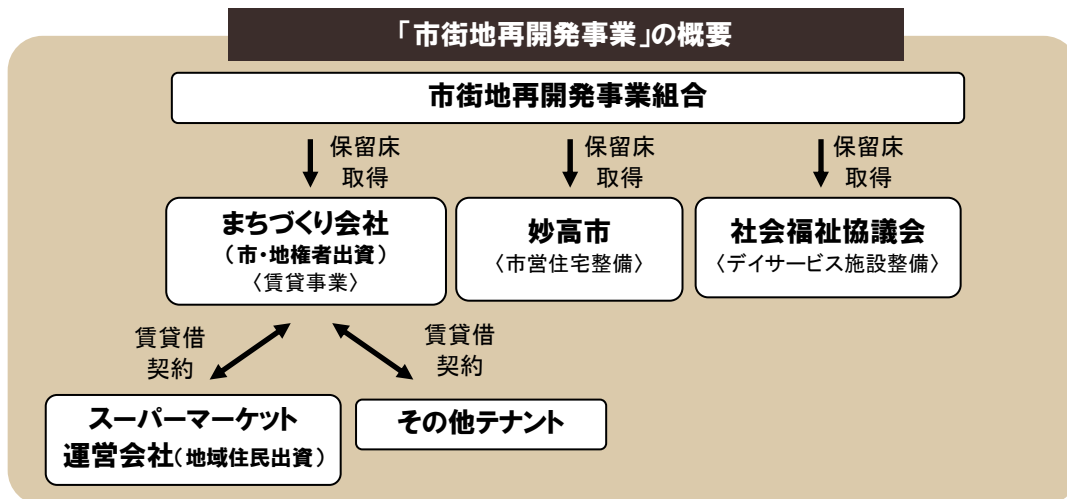 「市街地再開発事業」の概要
市街地再開発事業組合
保留床
取得
保留床
取得
保留床
取得
まちづくり会社
（市・地権者出資）
〈賃貸事業〉
妙高市
〈市営住宅整備〉
社会福祉協議会
〈デイサービス施設整備〉
賃貸借
契約
賃貸借
契約
スーパーマーケット
運営会社（地域住民出資）
その他テナント